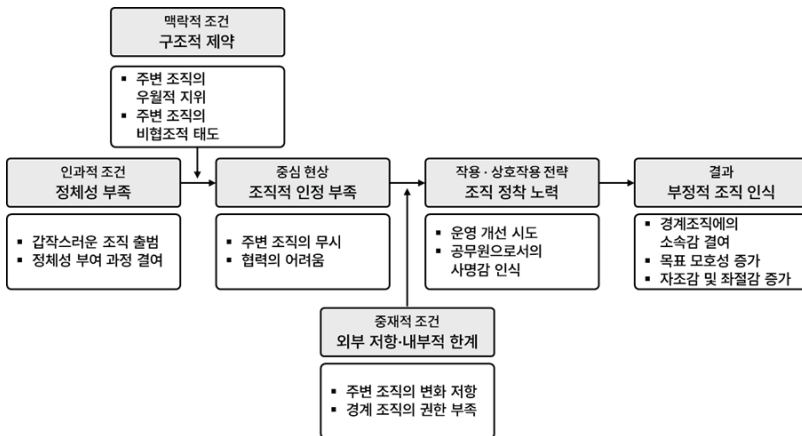 맥락적 조건
구조적 제약
▪ 주변 조직의
우월적 지위
▪ 주변 조직의
비협조적 태도
인과적 조건
정체성 부족
▪ 갑작스러운 조직 출범
▪ 정체성 부여 과정 결여
중심 현상
조직적 인정 부족
▪ 주변 조직의 무시
▪ 협력의 어려움
작용 · 상호작용 전략
조직 정착 노력
▪ 운영 개선 시도
▪ 공무원으로서의
사명감 인식
결과
부정적 조직 인식
▪ 경계조직에의
소속감 결여
▪ 목표 모호성 증가
▪ 자조감 및 좌절감 증가
중재적 조건
외부 저항·내부적 한계
▪ 주변 조직의 변화 저항
▪ 경계 조직의 권한 부족